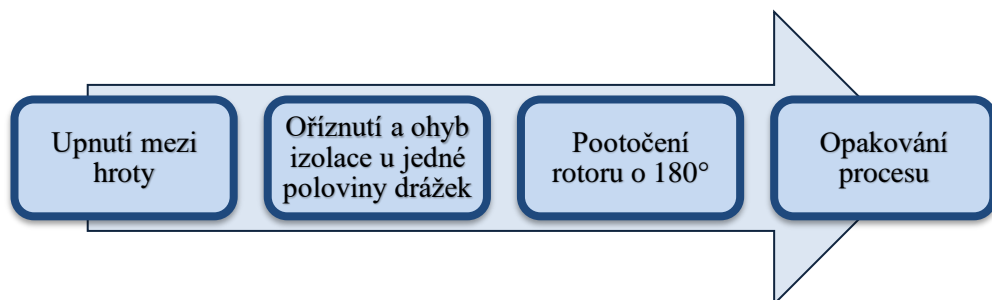 Upnutí mezi
hroty
Oříznutí a ohyb
izolace u jedné
poloviny drážek
Pootočení
rotoru o 180°
Opakování
procesu